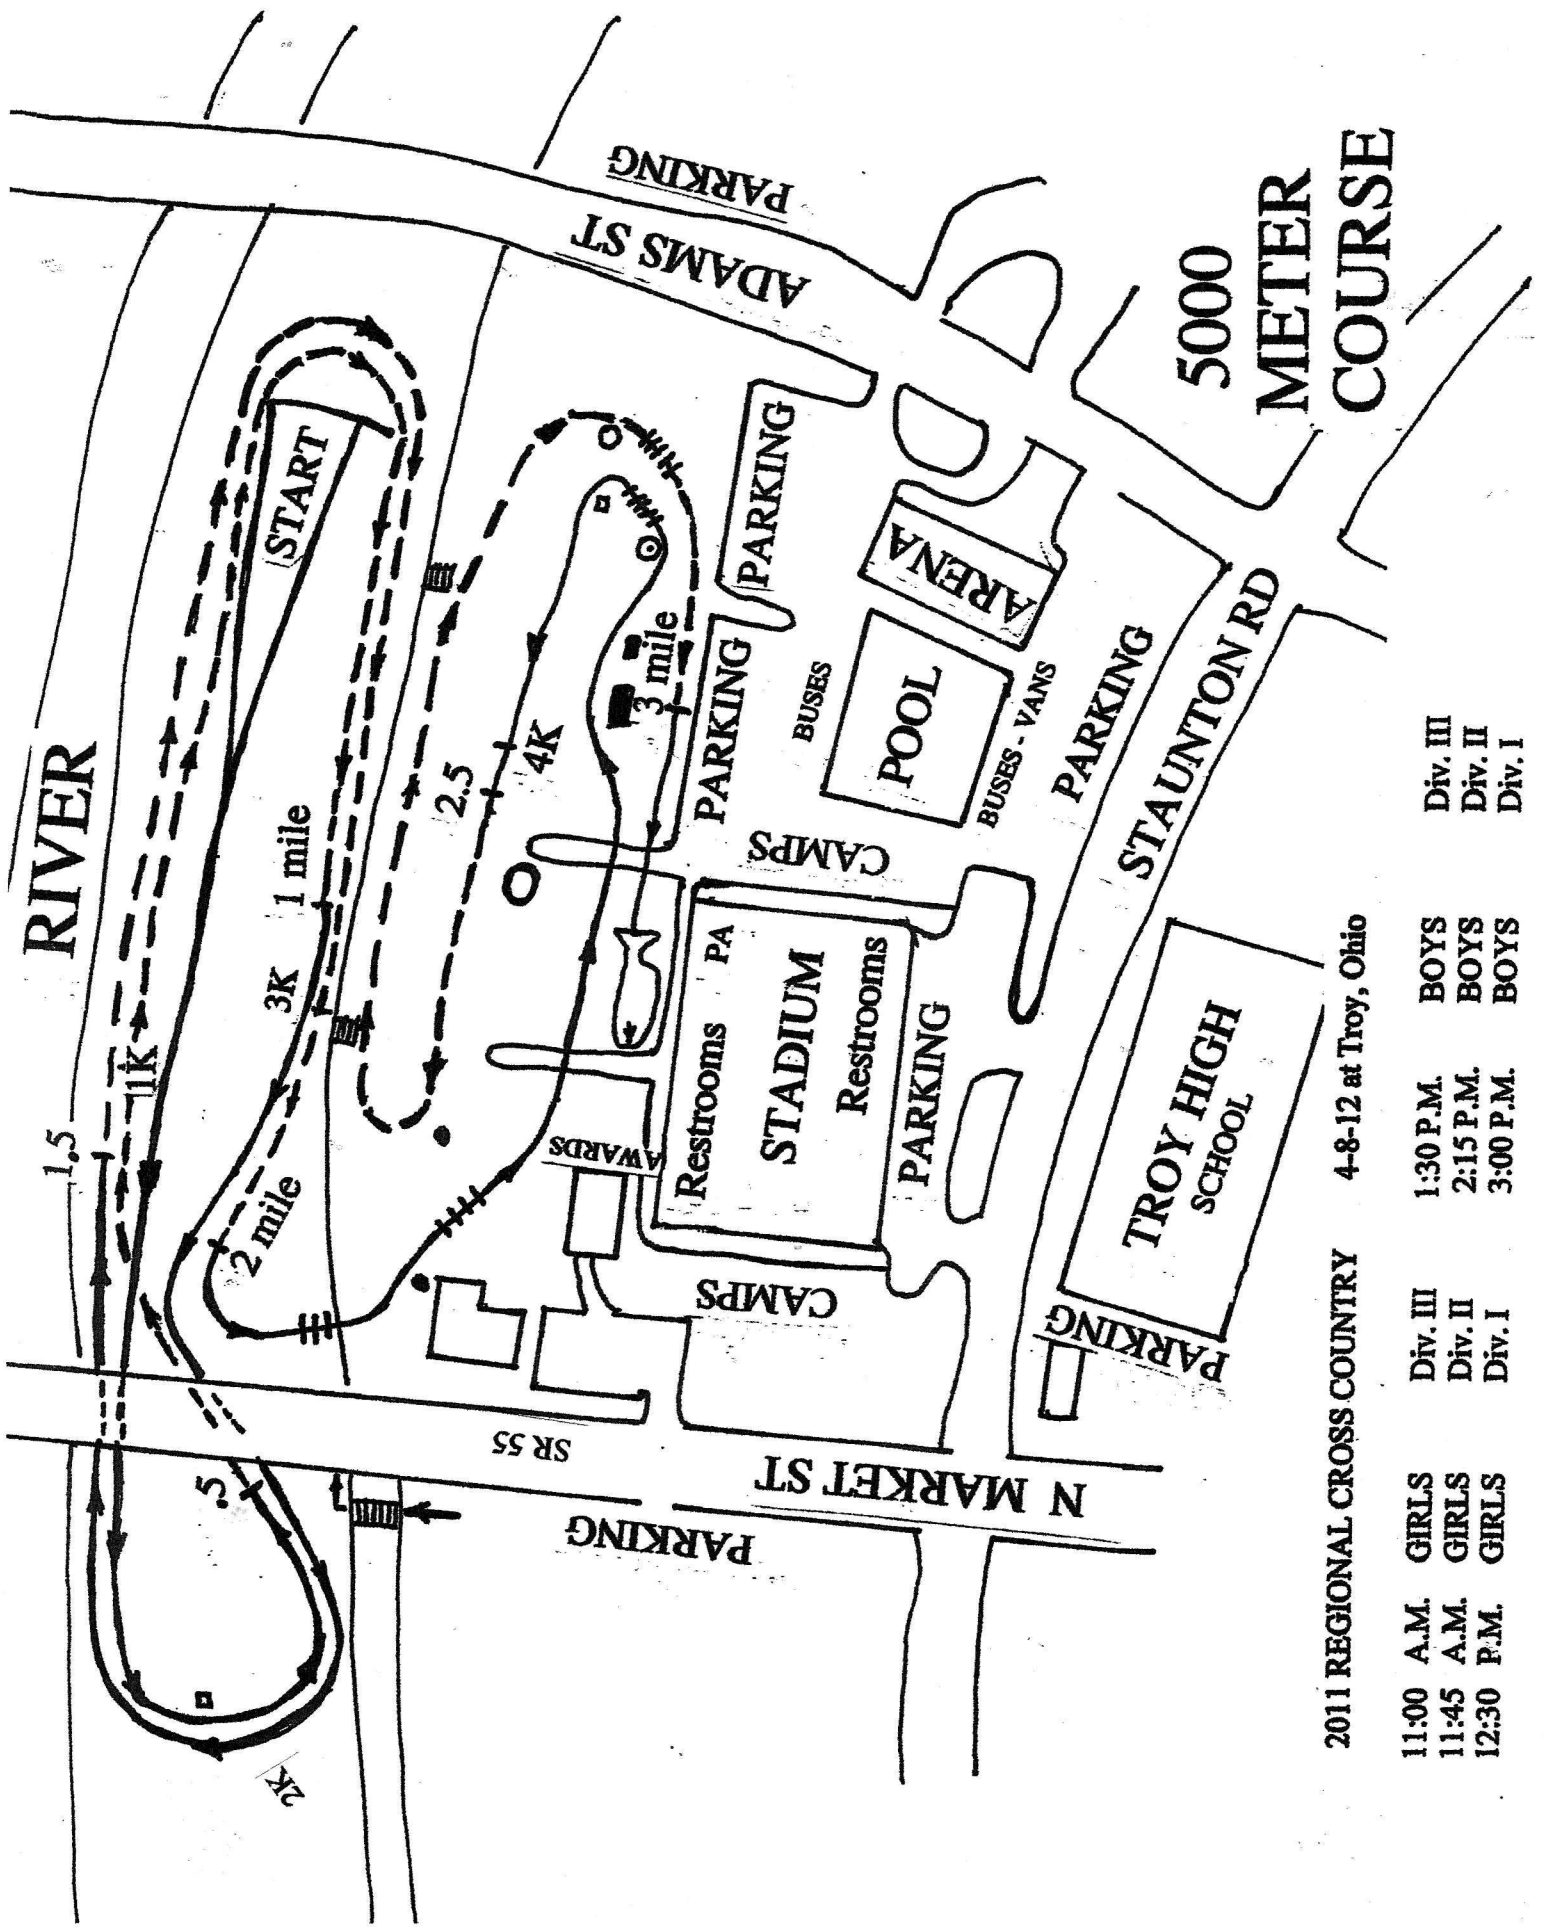 RIVER
1.5
1K
START
1 mile
3K
2 mile
.5
2K
2.5
4K
3 mile
PARKING
ADAMS ST
PARKING
PARKING
CAMPS
BUSES
POOL
BUSES - VANS
ARENA
PARKING
STAUNTON RD
PA
Restrooms
STADIUM
Restrooms
PARKING
AWARDS
CAMPS
SR 55
N MARKET ST
PARKING
TROY HIGH
SCHOOL
PARKING
5000
METER
COURSE
2011 REGIONAL CROSS COUNTRY 4-8-12 at Troy, Ohio
11:00 A.M. GIRLS Div. III 1:30 P.M. BOYS Div. III
11:45 A.M. GIRLS Div. II 2:15 P.M. BOYS Div. II
12:30 P.M. GIRLS Div. I 3:00 P.M. BOYS Div. I